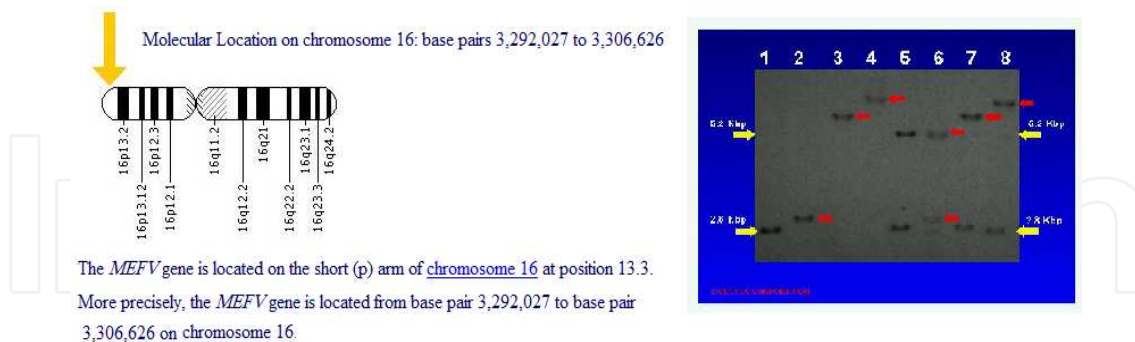 Molecular Location on chromosome 16: base pairs 3,292,027 to 3,306,626
16p13.2
16p13.12
16p12.3
16p12.1
16q11.2
16q12.2
16q21
16q22.2
16q23.1
16q23.3
16q24.2
The MEFV gene is located on the short (p) arm of chromosome 16 at position 13.3.
More precisely, the MEFV gene is located from base pair 3,292,027 to base pair
3,306,626 on chromosome 16.
1 2 3 4 5 6 7 8
Kbp
Kbp
2.8 Kbp
2.8 Kbp